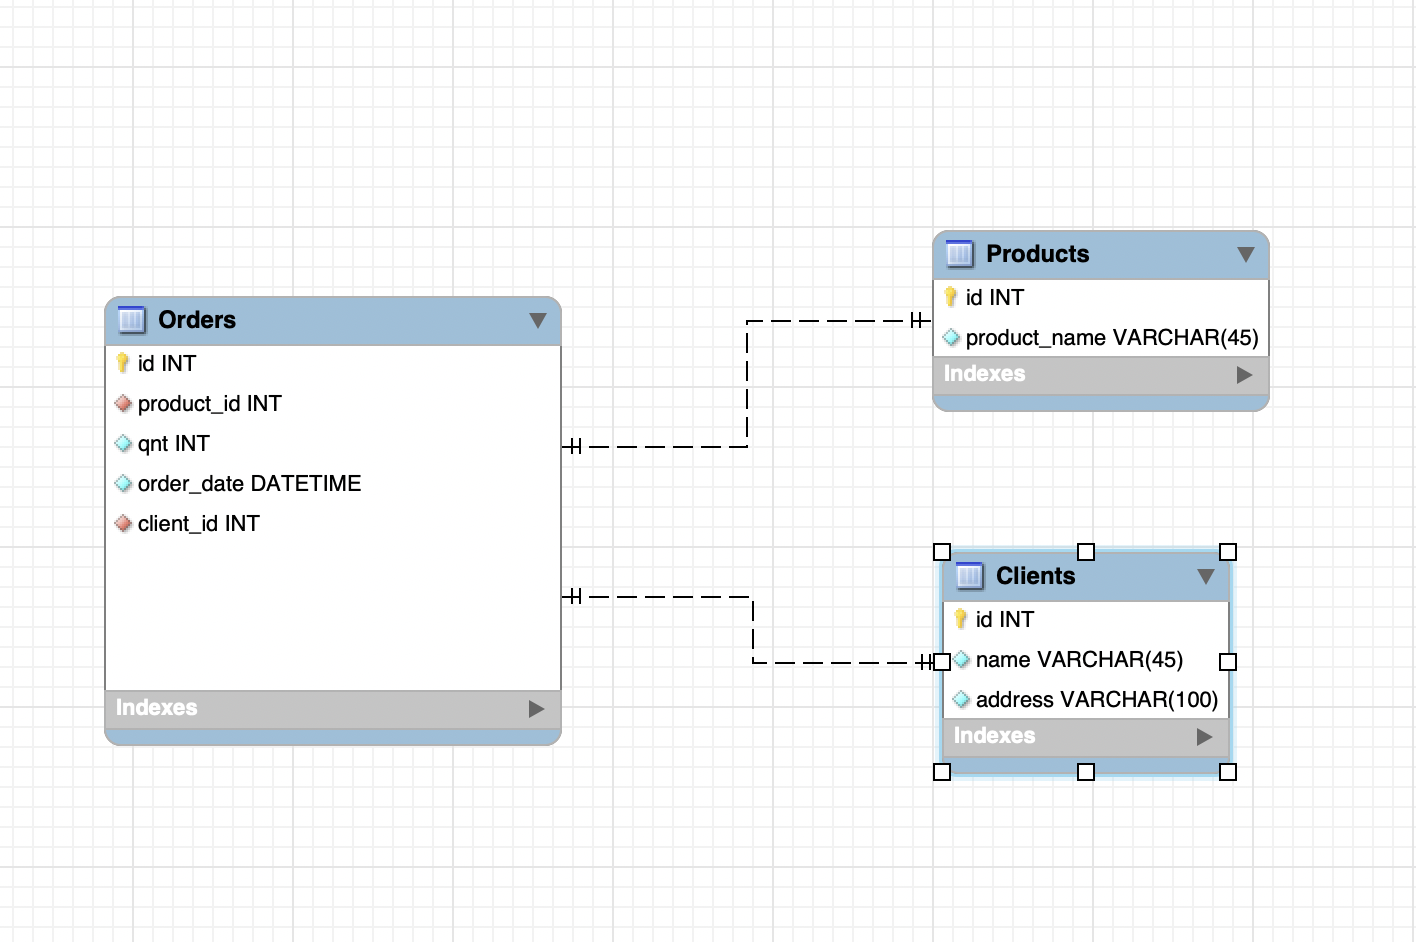 Orders
id INT
product_id INT
qnt INT
order_date DATETIME
client_id INT
Indexes
Products
id INT
product_name VARCHAR(45)
Indexes
Clients
id INT
name VARCHAR(45)
address VARCHAR(100)
Indexes